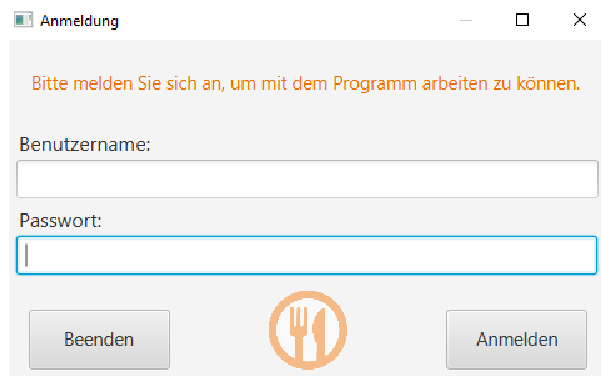 Anmeldung
Bitte melden Sie sich an, um mit dem Programm arbeiten zu können.
Benutzername:
Passwort:
Beenden
Anmelden